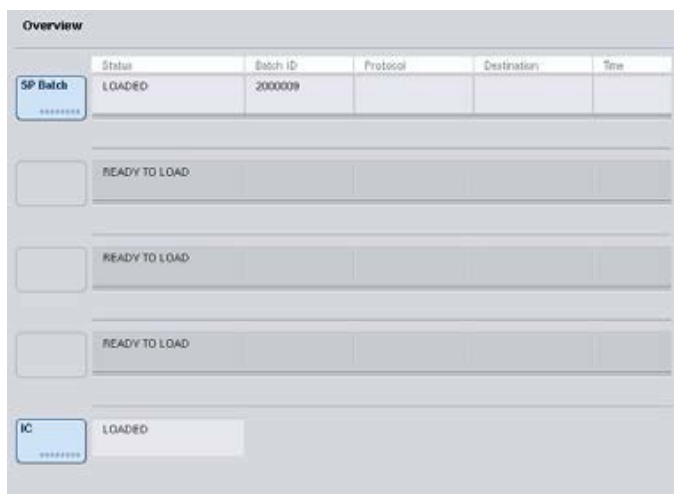 Overview
Status Batch ID Protocol Destination Time
SP Batch LOADED 2000009
READY TO LOAD
READY TO LOAD
READY TO LOAD
IC LOADED